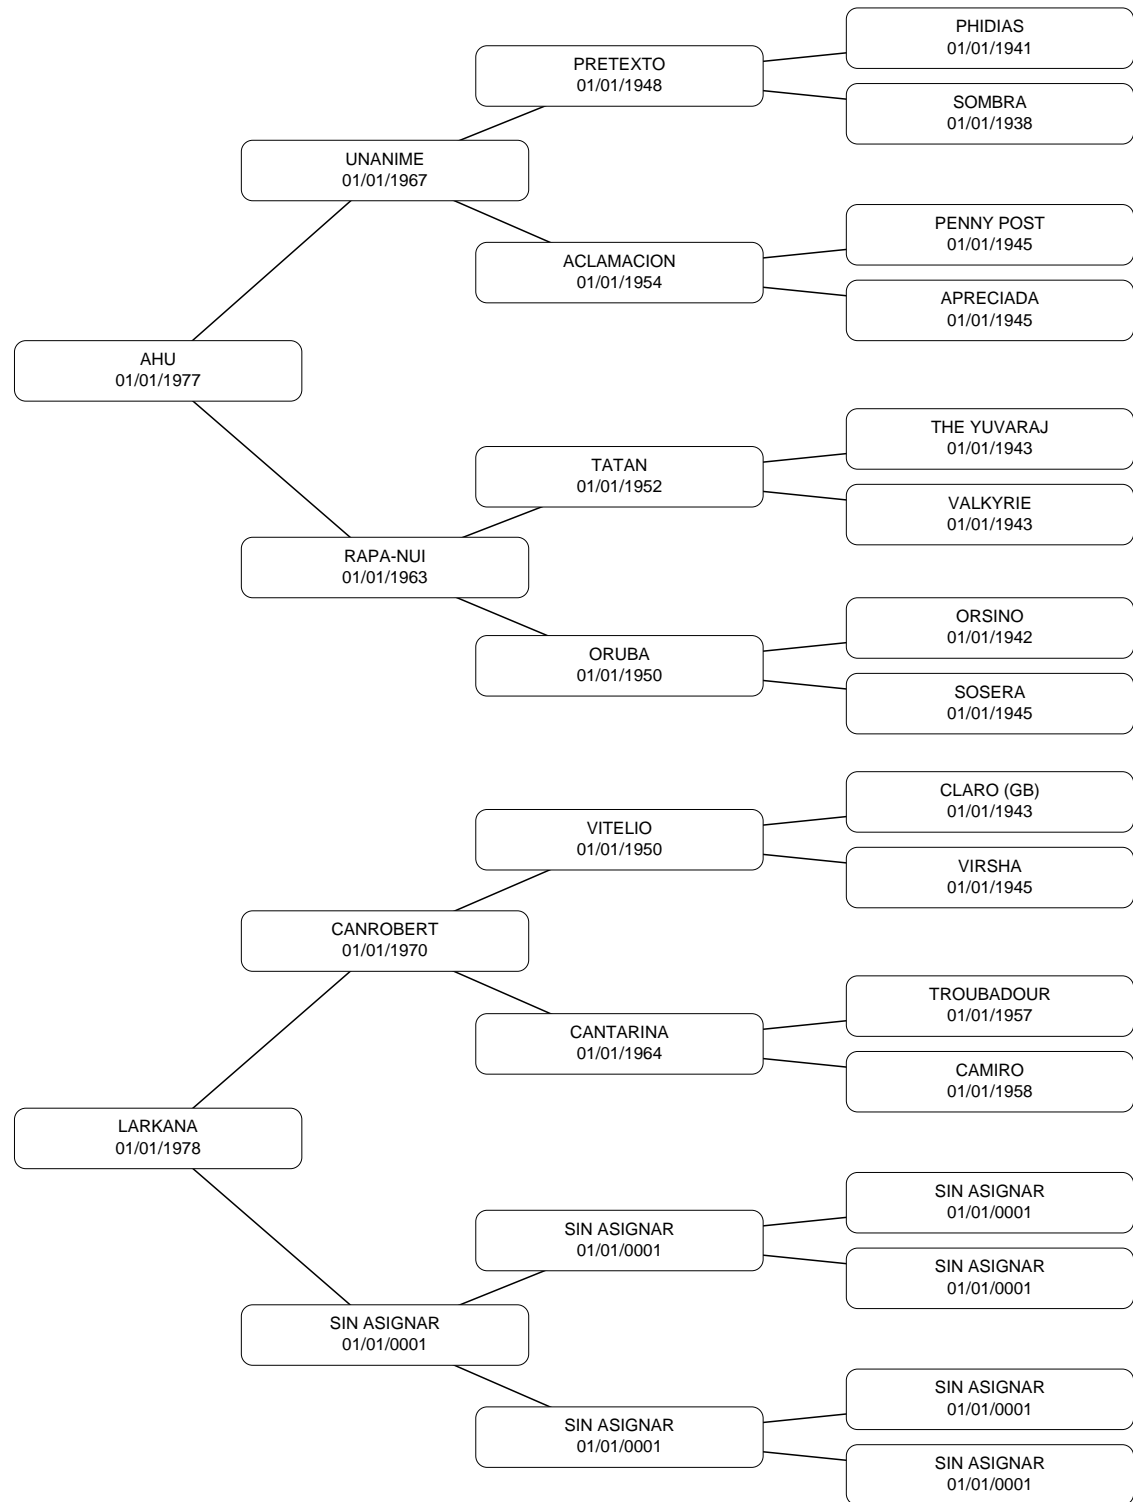 PHIDIAS
01/01/1941
PRETEXTO
01/01/1948
SOMBRA
01/01/1938
UNANIME
01/01/1967
PENNY POST
01/01/1945
ACLAMACION
01/01/1954
APRECIADA
01/01/1945
AHU
01/01/1977
THE YUVARAJ
01/01/1943
TATAN
01/01/1952
VALKYRIE
01/01/1943
RAPA-NUI
01/01/1963
ORSINO
01/01/1942
ORUBA
01/01/1950
SOSERA
01/01/1945
CLARO (GB)
01/01/1943
VITELIO
01/01/1950
VIRSHA
01/01/1945
CANROBERT
01/01/1970
TROUBADOUR
01/01/1957
CANTARINA
01/01/1964
CAMIRO
01/01/1958
LARKANA
01/01/1978
SIN ASIGNAR
01/01/0001
SIN ASIGNAR
01/01/0001
SIN ASIGNAR
01/01/0001
SIN ASIGNAR
01/01/0001
SIN ASIGNAR
01/01/0001
SIN ASIGNAR
01/01/0001
SIN ASIGNAR
01/01/0001